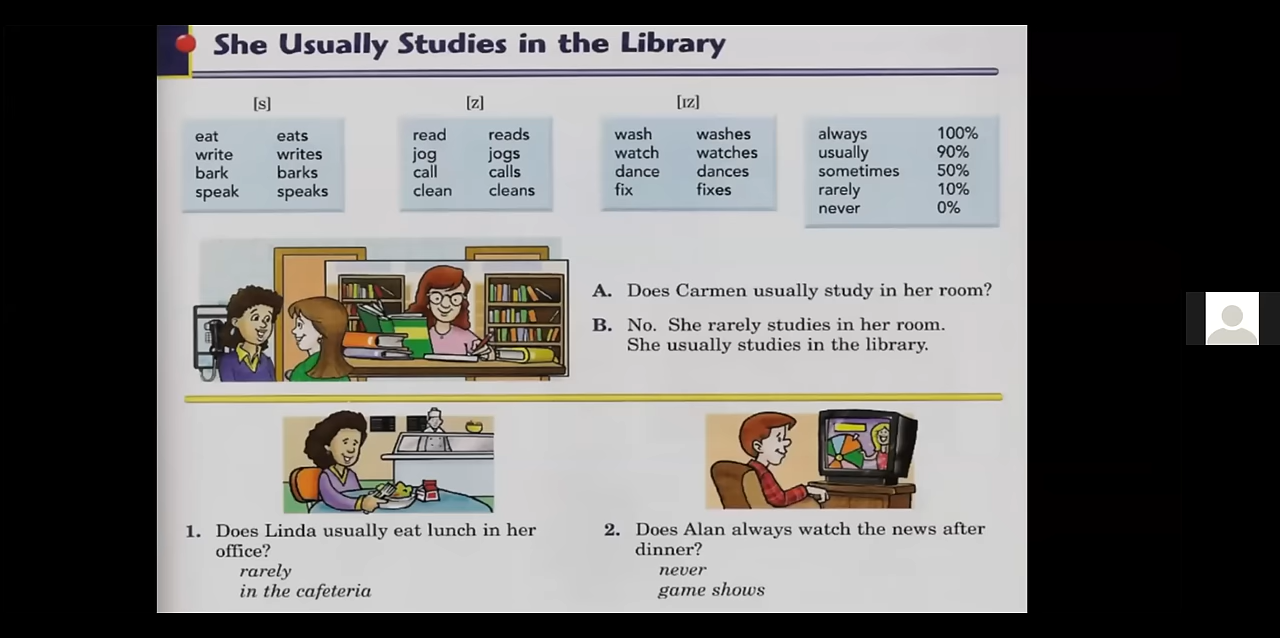 She Usually Studies in the Library
[s]
eat eats
write writes
bark barks
speak speaks
[z]
read reads
jog jogs
call calls
clean cleans
[ɪz]
wash washes
watch watches
dance dances
fix fixes
always 100%
usually 90%
sometimes 50%
rarely 10%
never 0%
A. Does Carmen usually study in her room?
B. No. She rarely studies in her room.
She usually studies in the library.
1. Does Linda usually eat lunch in her
office?
rarely
in the cafeteria
2. Does Alan always watch the news after
dinner?
never
game shows